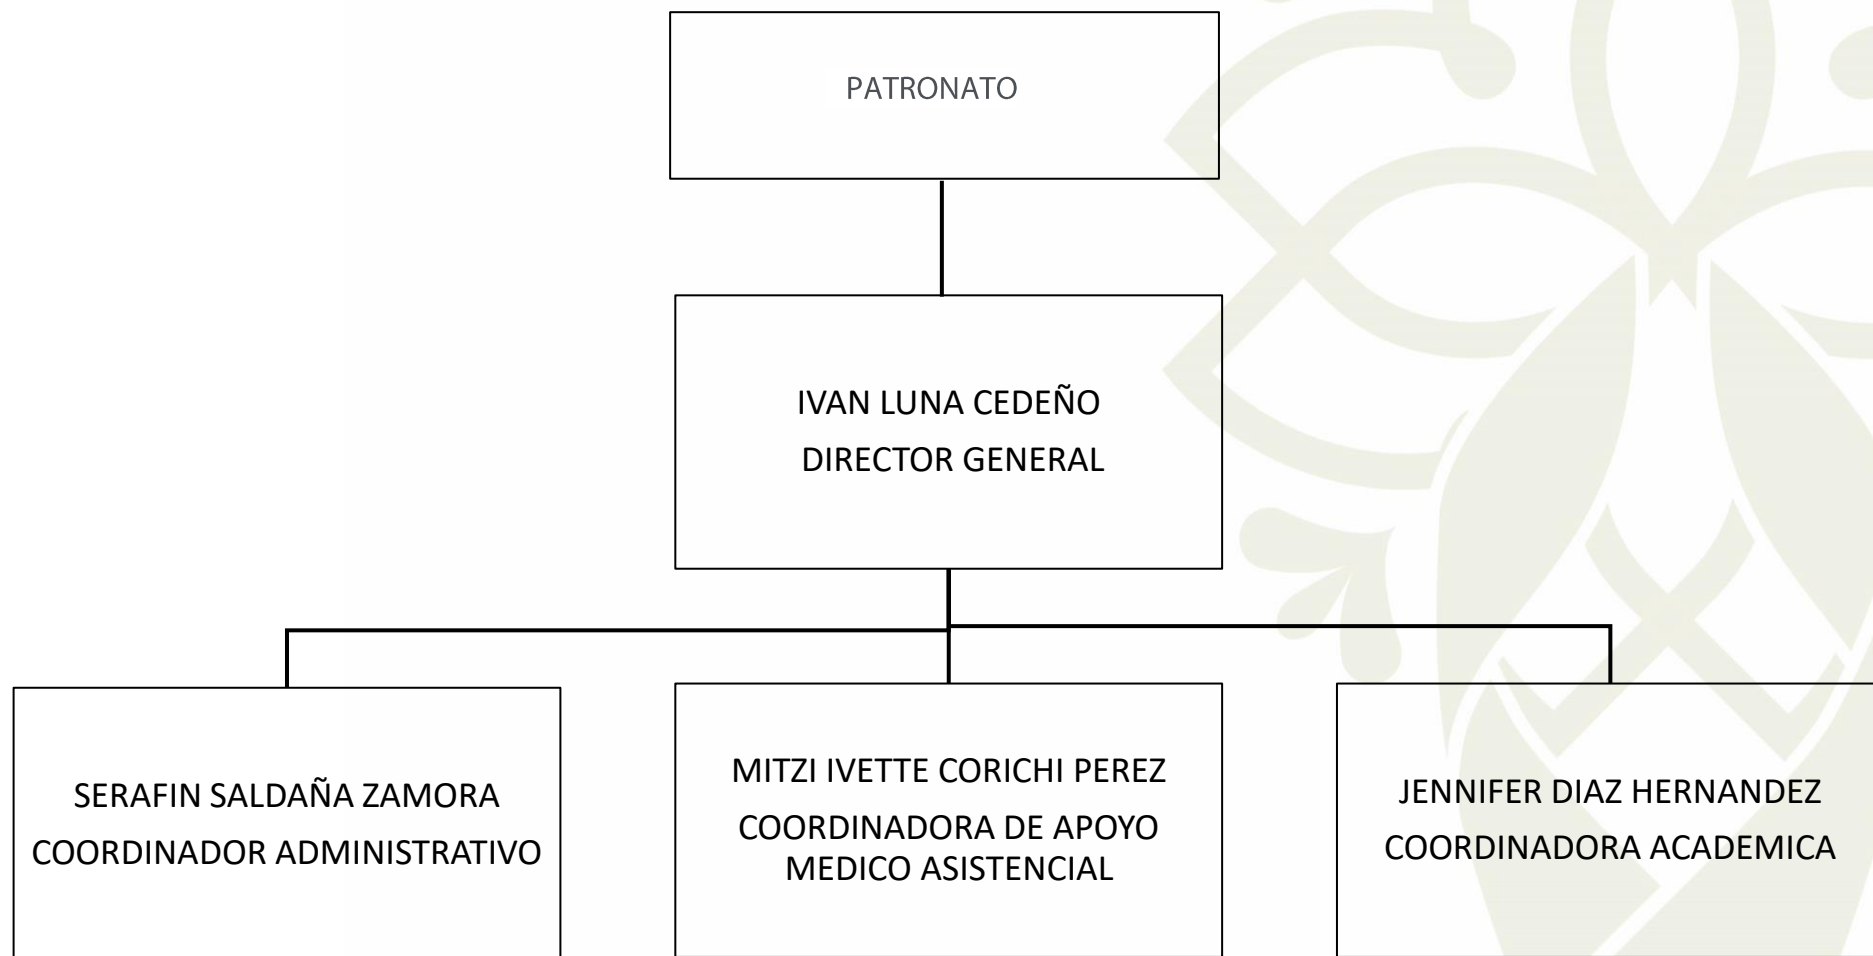 PATRONATO
IVAN LUNA CEDEÑO
DIRECTOR GENERAL
SERAFIN SALDAÑA ZAMORA
COORDINADOR ADMINISTRATIVO
MITZI IVETTE CORICHI PEREZ
COORDINADORA DE APOYO
MEDICO ASISTENCIAL
JENNIFER DIAZ HERNANDEZ
COORDINADORA ACADEMICA